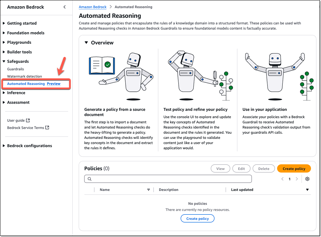 Amazon Bedrock
Getting started
Foundation models
Playgrounds
Builder tools
Safeguards
Guardrails
Watermark detection
Automated Reasoning Preview
Inference
Assessment
User guide
Bedrock Service Terms
Bedrock configurations
Amazon Bedrock > Automated Reasoning
Automated Reasoning
Create and manage policies that encapsulate the rules of a knowledge domain into a structured format. These policies can be used with
Automated Reasoning checks in Amazon Bedrock to ensure foundational models content is factually accurate.
Overview
Generate a policy from a source
document
The first step is to import a
document and let Automated
Reasoning checks do the heavy
lifting to generate a policy.
Automated Reasoning checks will identify
key concepts in the document and extract
the rules it defines.
Test policy and refine your policy
Use the console UI to explore and update
the key concepts of Automated Reasoning checks
identified in the document
and the rules it generated. You
can use the playground to validate
content just like a user of your
application would.
Use in your application
Associate your policies with a Bedrock
Guardrail to receive Automated
Reasoning check's validation output from
your guardrails API calls.
Policies (0)
View
Edit
Delete
Create policy
1
Name
Description
Last updated
No policies
There are currently no policy resources.
Create policy